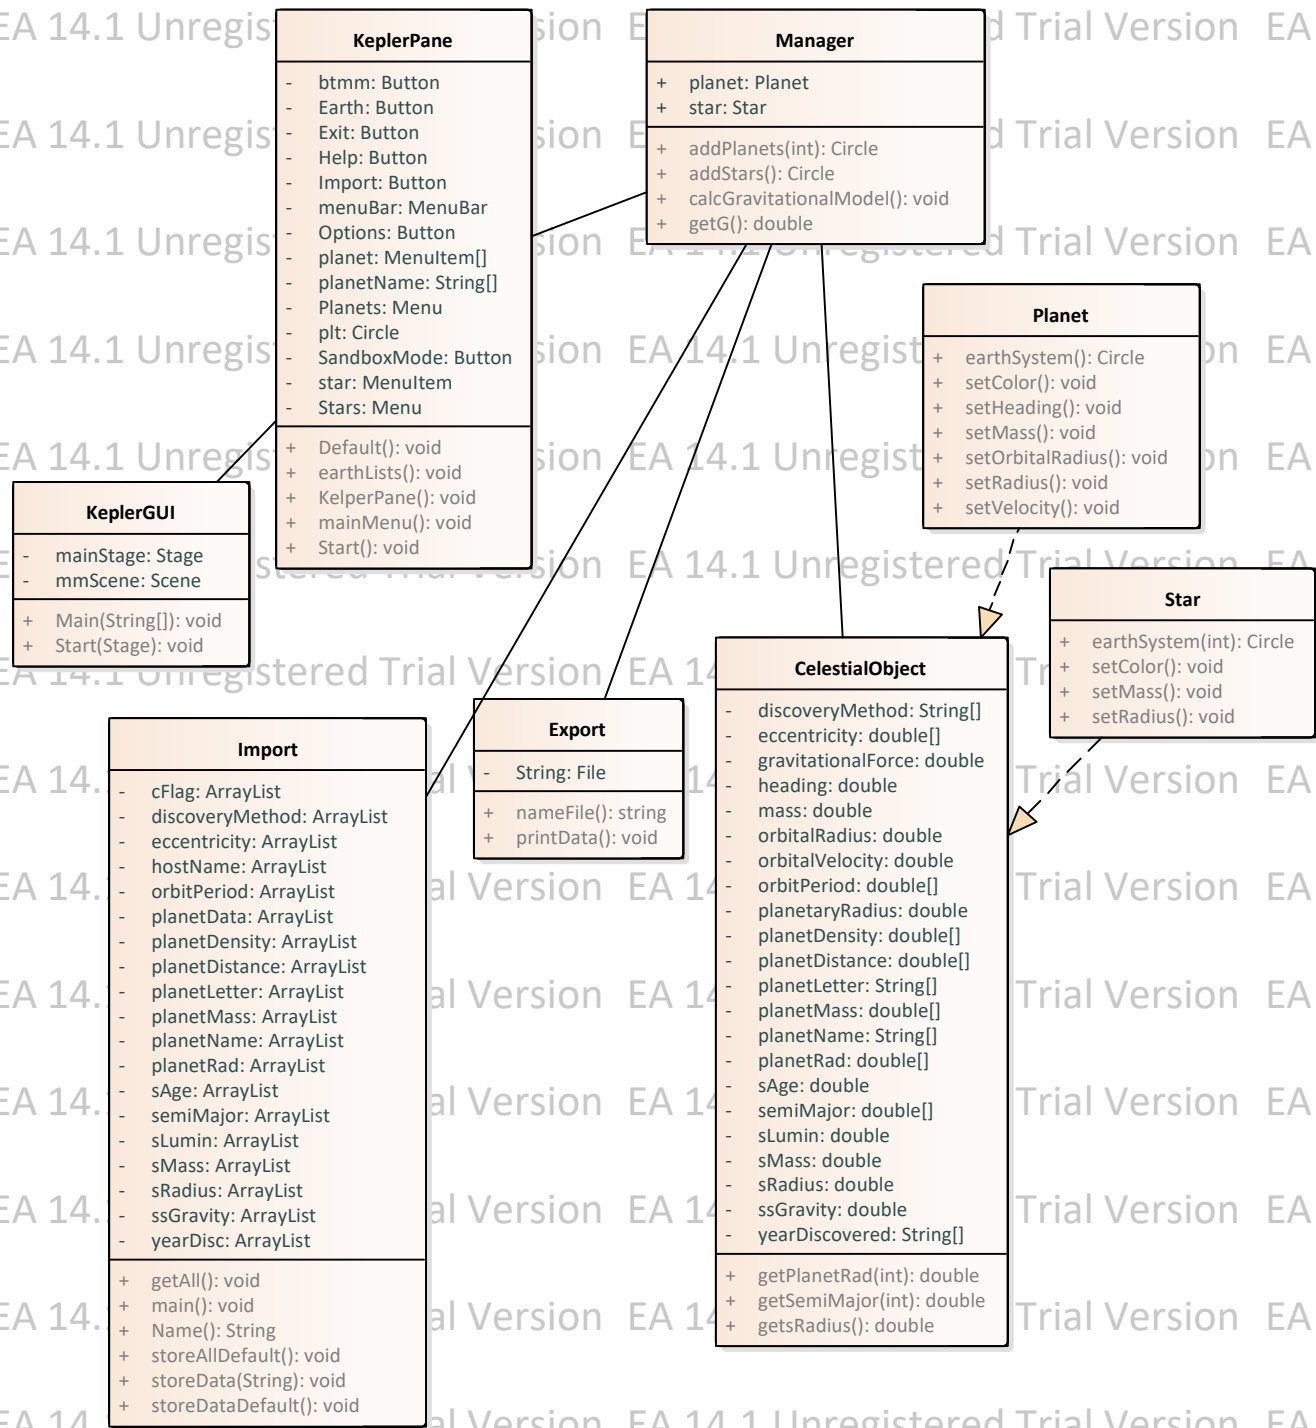 KeplerPane
- btmm: Button
- Earth: Button
- Exit: Button
- Help: Button
- Import: Button
- menuBar: MenuBar
- Options: Button
- planet: MenuItem[]
- planetName: String[]
- Planets: Menu
- plt: Circle
- SandboxMode: Button
- star: MenuItem
- Stars: Menu
+ Default(): void
+ earthLists(): void
+ KelperPane(): void
+ mainMenu(): void
+ Start(): void
Manager
+ planet: Planet
+ star: Star
+ addPlanets(int): Circle
+ addStars(): Circle
+ calcGravitationalModel(): void
+ getG(): double
Planet
+ earthSystem(): Circle
+ setColor(): void
+ setHeading(): void
+ setMass(): void
+ setOrbitalRadius(): void
+ setRadius(): void
+ setVelocity(): void
KeplerGUI
- mainStage: Stage
- mmScene: Scene
+ Main(String[]): void
+ Start(Stage): void
Star
+ earthSystem(int): Circle
+ setColor(): void
+ setMass(): void
+ setRadius(): void
Import
- cFlag: ArrayList
- discoveryMethod: ArrayList
- eccentricity: ArrayList
- hostName: ArrayList
- orbitPeriod: ArrayList
- planetData: ArrayList
- planetDensity: ArrayList
- planetDistance: ArrayList
- planetLetter: ArrayList
- planetMass: ArrayList
- planetName: ArrayList
- planetRad: ArrayList
- sAge: ArrayList
- semiMajor: ArrayList
- sLumin: ArrayList
- sMass: ArrayList
- sRadius: ArrayList
- ssGravity: ArrayList
- yearDisc: ArrayList
+ getAll(): void
+ main(): void
+ Name(): String
+ storeAllDefault(): void
+ storeData(String): void
+ storeDataDefault(): void
Export
- String: File
+ nameFile(): string
+ printData(): void
CelestialObject
- discoveryMethod: String[]
- eccentricity: double[]
- gravitationalForce: double
- heading: double
- mass: double
- orbitalRadius: double
- orbitalVelocity: double
- orbitPeriod: double[]
- planetaryRadius: double
- planetDensity: double[]
- planetDistance: double[]
- planetLetter: String[]
- planetMass: double[]
- planetName: String[]
- planetRad: double[]
- sAge: double
- semiMajor: double[]
- sLumin: double
- sMass: double
- sRadius: double
- ssGravity: double
- yearDiscovered: String[]
+ getPlanetRad(int): double
+ getSemiMajor(int): double
+ getsRadius(): double
EA 14.1 Unregistered Trial Version EA